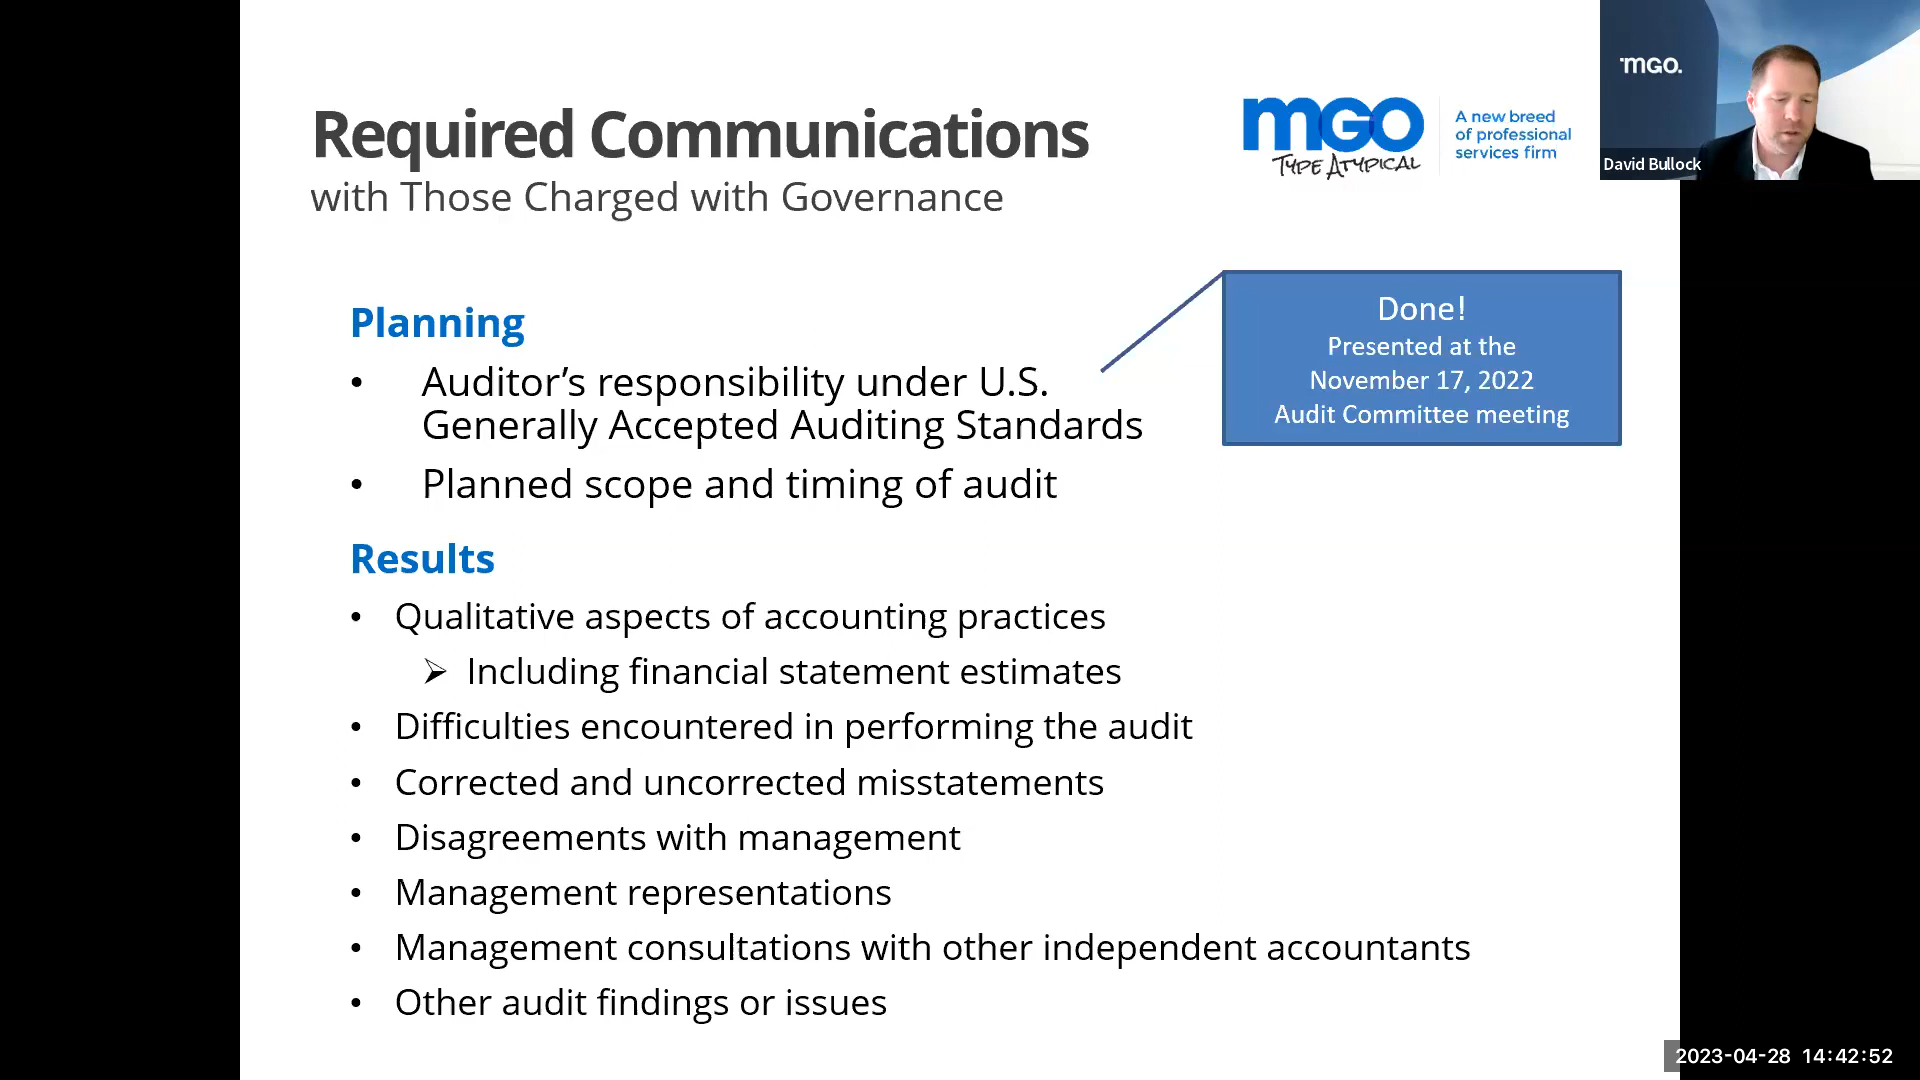 Required Communications
with Those Charged with Governance
mGO
TYPE ATYPICAL
A new breed
of professional
services firm
mGO.
David Bullock
Planning
• Auditor’s responsibility under U.S.
Generally Accepted Auditing Standards
• Planned scope and timing of audit
Done!
Presented at the
November 17, 2022
Audit Committee meeting
Results
• Qualitative aspects of accounting practices
➢ Including financial statement estimates
• Difficulties encountered in performing the audit
• Corrected and uncorrected misstatements
• Disagreements with management
• Management representations
• Management consultations with other independent accountants
• Other audit findings or issues
2023-04-28 14:42:52